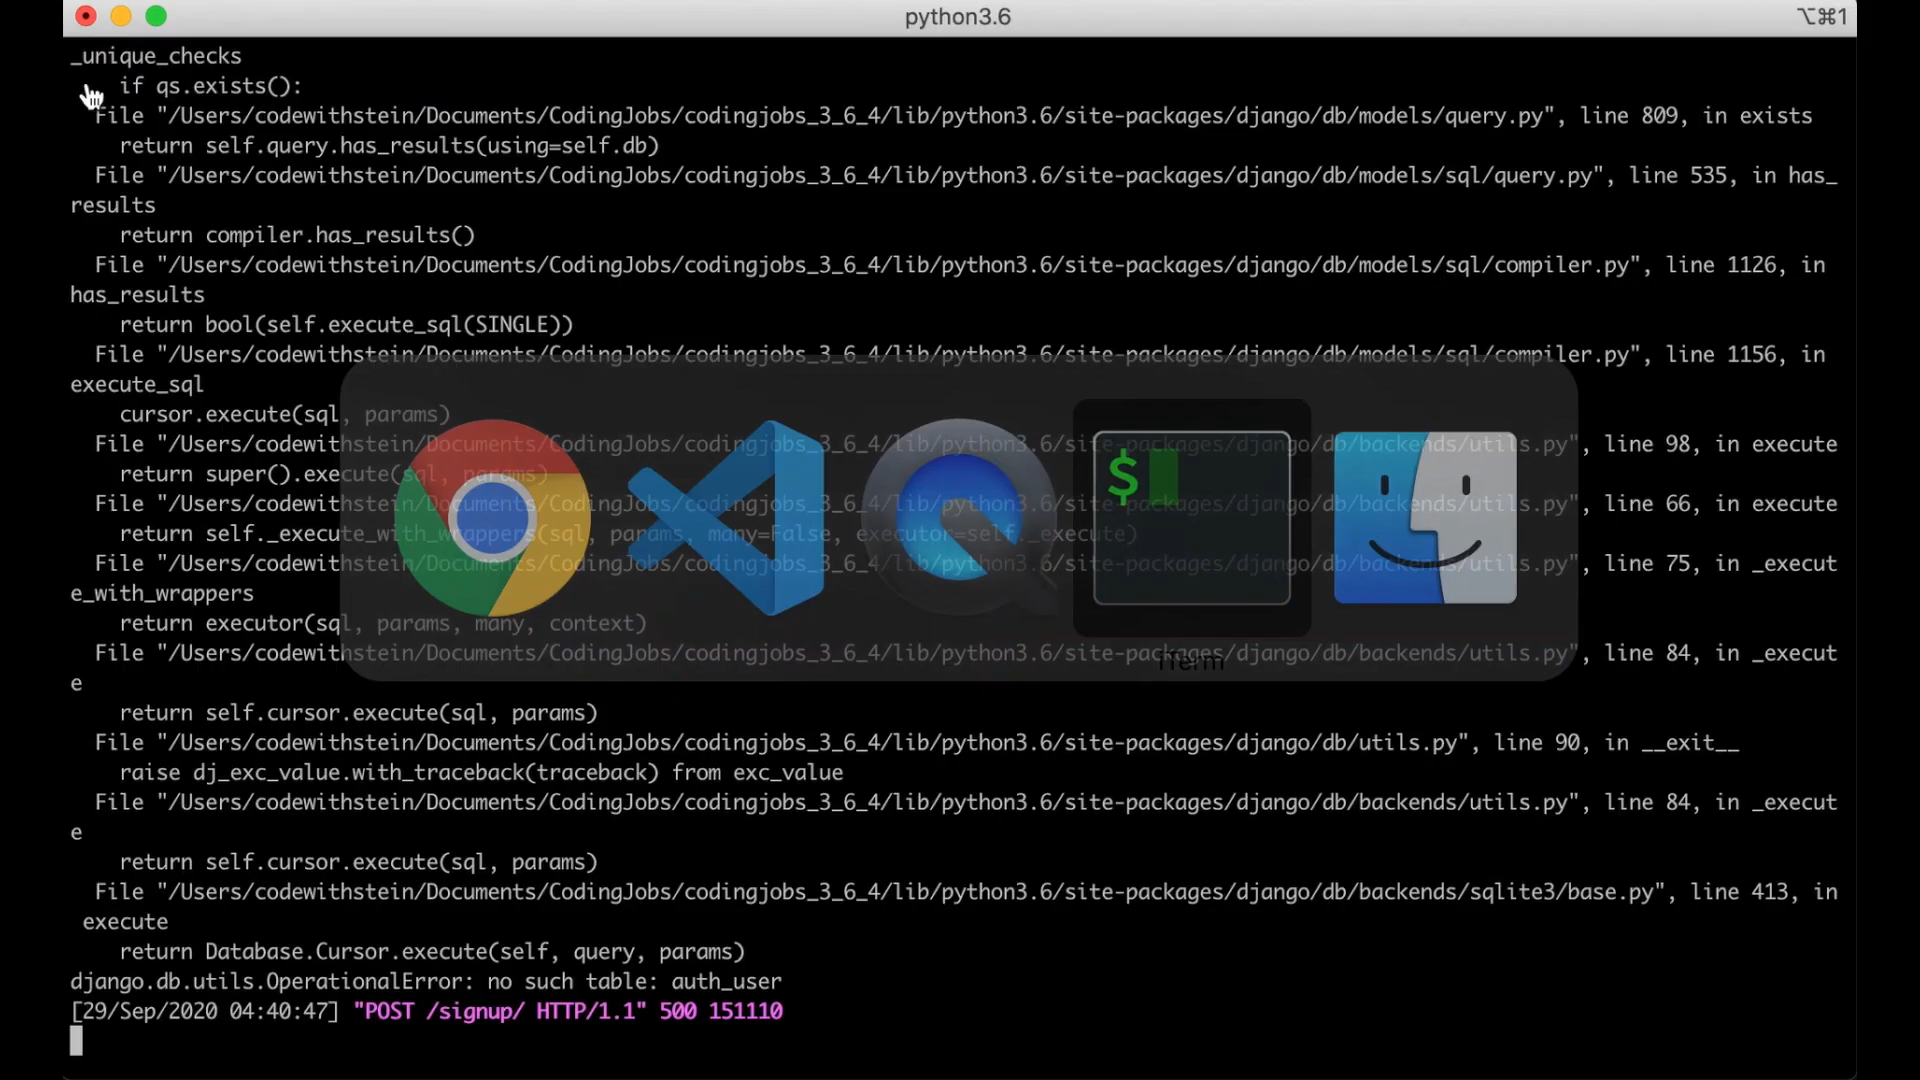 python3.6
⌥⌘1
_unique_checks
if qs.exists():
File "/Users/codewithstein/Documents/CodingJobs/codingjobs_3_6_4/lib/python3.6/site-packages/django/db/models/query.py", line 809, in exists
return self.query.has_results(using=self.db)
File "/Users/codewithstein/Documents/CodingJobs/codingjobs_3_6_4/lib/python3.6/site-packages/django/db/models/sql/query.py", line 535, in has_
results
return compiler.has_results()
File "/Users/codewithstein/Documents/CodingJobs/codingjobs_3_6_4/lib/python3.6/site-packages/django/db/models/sql/compiler.py", line 1126, in
has_results
return bool(self.execute_sql(SINGLE))
File "/Users/codewithstein/Documents/CodingJobs/codingjobs_3_6_4/lib/python3.6/site-packages/django/db/models/sql/compiler.py", line 1156, in
execute_sql
cursor.execute(sql, params)
File "/Users/codewithstein/Documents/CodingJobs/codingjobs_3_6_4/lib/python3.6/site-packages/django/db/backends/utils.py", line 98, in execute
return super().execute(sql, params)
File "/Users/codewithstein/Documents/CodingJobs/codingjobs_3_6_4/lib/python3.6/site-packages/django/db/backends/utils.py", line 66, in execute
return self._execute_with_wrappers(sql, params, many=False, executor=self._execute)
File "/Users/codewithstein/Documents/CodingJobs/codingjobs_3_6_4/lib/python3.6/site-packages/django/db/backends/utils.py", line 75, in _execut
e_with_wrappers
return executor(sql, params, many, context)
File "/Users/codewithstein/Documents/CodingJobs/codingjobs_3_6_4/lib/python3.6/site-packages/django/db/backends/utils.py", line 84, in _execut
e
return self.cursor.execute(sql, params)
File "/Users/codewithstein/Documents/CodingJobs/codingjobs_3_6_4/lib/python3.6/site-packages/django/db/utils.py", line 90, in __exit__
raise dj_exc_value.with_traceback(traceback) from exc_value
File "/Users/codewithstein/Documents/CodingJobs/codingjobs_3_6_4/lib/python3.6/site-packages/django/db/backends/utils.py", line 84, in _execut
e
return self.cursor.execute(sql, params)
File "/Users/codewithstein/Documents/CodingJobs/codingjobs_3_6_4/lib/python3.6/site-packages/django/db/backends/sqlite3/base.py", line 413, in
execute
return Database.Cursor.execute(self, query, params)
django.db.utils.OperationalError: no such table: auth_user
[29/Sep/2020 04:40:47] "POST /signup/ HTTP/1.1" 500 151110
$
iTerm